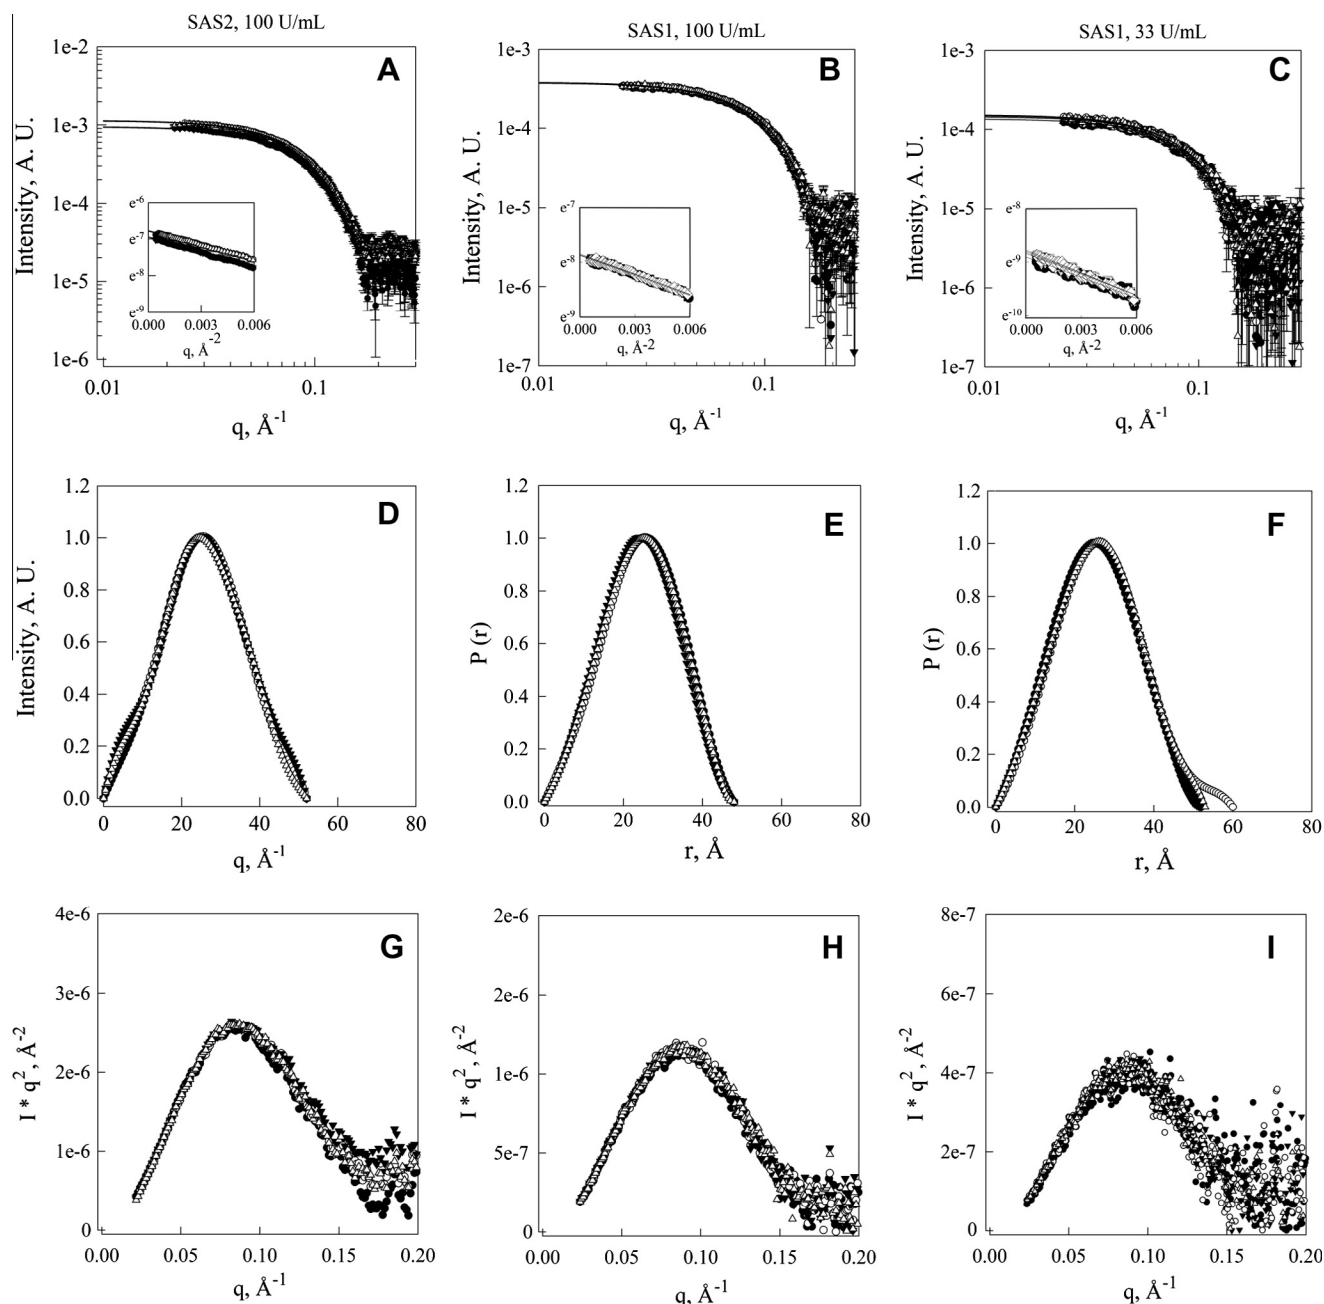 SAS2, 100 U/mL
SAS1, 100 U/mL
SAS1, 33 U/mL
A
1e-2
1e-3
1e-4
1e-5
1e-6
Intensity, A. U.
0.01
0.1
q, Å-1
e-6
e-7
e-8
e-9
0.000
0.003
0.006
q, Å-2
B
1e-3
1e-4
1e-5
1e-6
1e-7
Intensity, A. U.
0.01
0.1
q, Å-1
e-7
e-8
e-9
0.000
0.003
0.006
q, Å-2
C
1e-3
1e-4
1e-5
1e-6
1e-7
Intensity, A. U.
0.01
0.1
q, Å-1
e-8
e-9
e-10
0.000
0.003
0.006
q, Å-2
D
1.2
1.0
0.8
0.6
0.4
0.2
0.0
Intensity, A. U.
0
20
40
60
80
q, Å-1
E
1.2
1.0
0.8
0.6
0.4
0.2
0.0
P (r)
0
20
40
60
80
r, Å
F
1.2
1.0
0.8
0.6
0.4
0.2
0.0
P (r)
0
20
40
60
80
r, Å
G
4e-6
3e-6
2e-6
1e-6
0
I * q2 , Å-2
0.00
0.05
0.10
0.15
0.20
q, Å-1
H
2e-6
2e-6
1e-6
5e-7
0
I * q2 , Å-2
0.00
0.05
0.10
0.15
0.20
q, Å-1
I
8e-7
6e-7
4e-7
2e-7
0
I * q2 , Å-2
0.00
0.05
0.10
0.15
0.20
q, Å-1